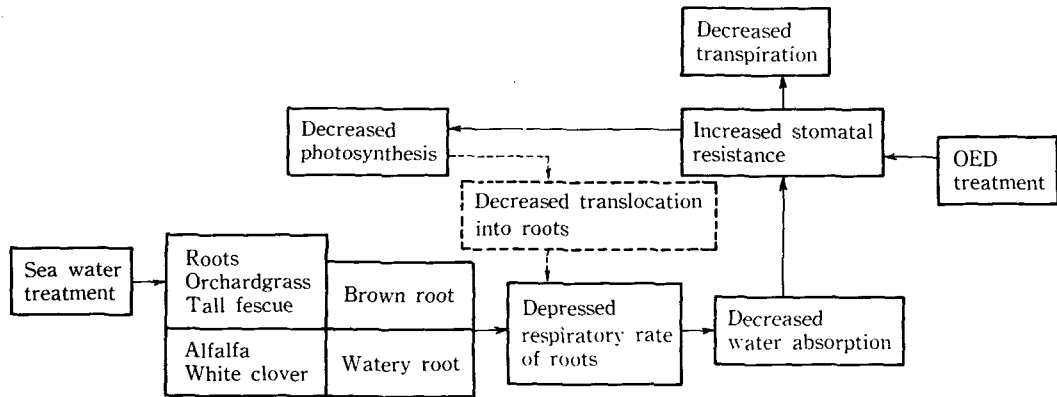 Decreased
transpiration
Decreased
photosynthesis
Increased stomatal
resistance
OED
treatment
Decreased translocation
into roots
Sea water
treatment
Roots
Orchardgrass
Tall fescue
Brown root
Alfalfa
White clover
Watery root
Depressed
respiratory rate
of roots
Decreased
water absorption